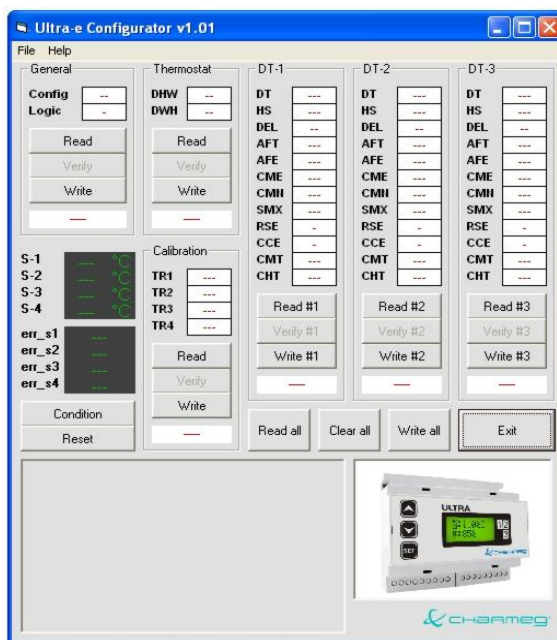 Ultra-e Configurator v1.01
File Help
General
Config --
Logic -
Read
Verify
Write
---
Thermostat
DHW --
DWH --
Read
Verify
Write
---
S-1 --- °C
S-2 --- °C
S-3 --- °C
S-4 --- °C
err_s1 ---
err_s2 ---
err_s3 ---
err_s4 ---
Condition
Reset
Calibration
TR1 ---
TR2 ---
TR3 ---
TR4 ---
Read
Verify
Write
---
DT-1
DT ---
HS ---
DEL --
AFT ---
AFE ---
CME ---
CMN ---
SMX ---
RSE -
CCE -
CMT ---
CHT ---
Read #1
Verify #1
Write #1
---
DT-2
DT ---
HS ---
DEL --
AFT ---
AFE ---
CME ---
CMN ---
SMX ---
RSE -
CCE -
CMT ---
CHT ---
Read #2
Verify #2
Write #2
---
DT-3
DT ---
HS ---
DEL --
AFT ---
AFE ---
CME ---
CMN ---
SMX ---
RSE -
CCE -
CMT ---
CHT ---
Read #3
Verify #3
Write #3
---
Read all Clear all Write all Exit
ULTRA
SET
CHARMEG